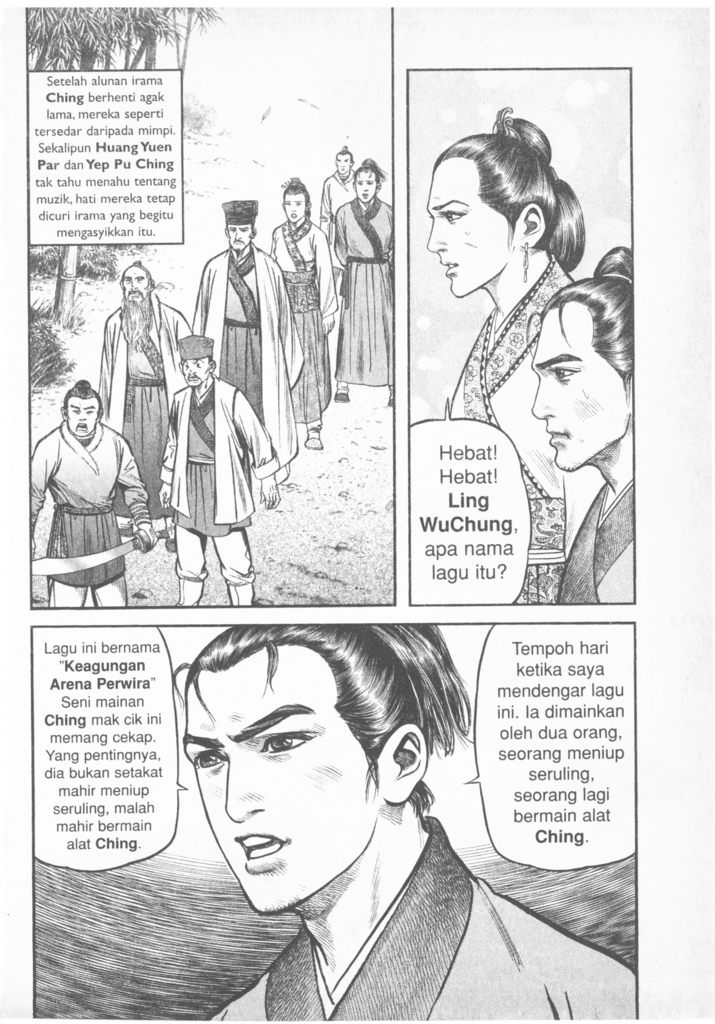 Setelah alunan irama
Ching berhenti agak
lama, mereka seperti
tersedar daripada mimpi.
Sekalipun Huang Yuen
Par dan Yep Pu Ching
tak tahu menahu tentang
muzik, hati mereka tetap
dicuri irama yang begitu
mengasyikkan itu.
Hebat!
Hebat!
Ling
WuChung,
apa nama
lagu itu?
Lagu ini bernama
"Keagungan
Arena Perwira"
Seni mainan
Ching mak cik ini
memang cekap.
Yang pentingnya,
dia bukan setakat
mahir meniup
seruling, malah
mahir bermain
alat Ching.
Tempoh hari
ketika saya
mendengar lagu
ini. Ia dimainkan
oleh dua orang,
seorang meniup
seruling,
seorang lagi
bermain alat
Ching.